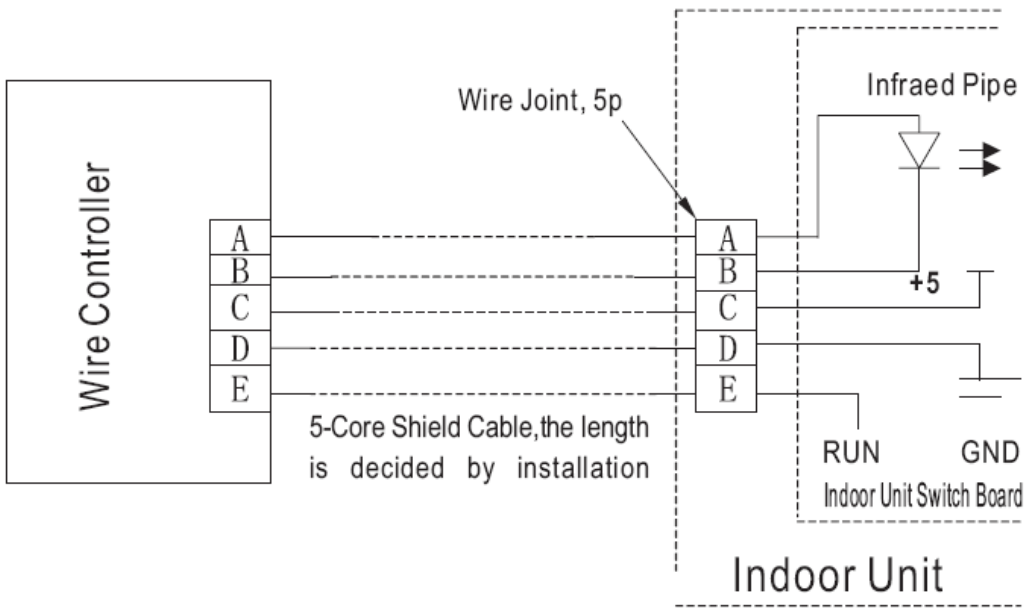 Infraed Pipe
Wire Joint, 5p
Wire Controller
A
B
C
D
E
A
B
C
D
E
+5
5-Core Shield Cable,the length
is decided by installation
RUN
GND
Indoor Unit Switch Board
Indoor Unit